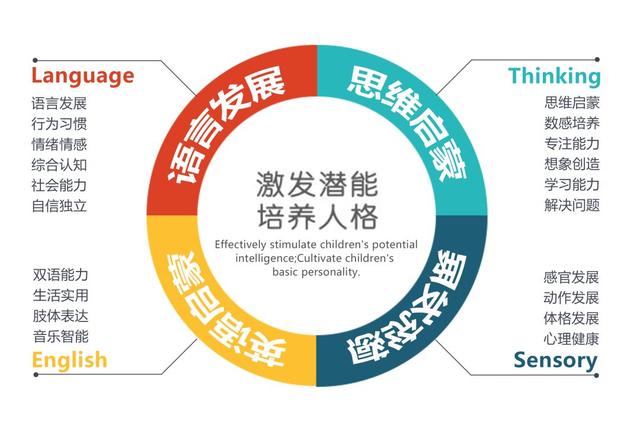 Language
语言发展
行为习惯
情绪情感
综合认知
社会能力
自信独立
Thinking
思维启蒙
数感培养
专注能力
想象创造
学习能力
解决问题
语言发展
思维启蒙
激发潜能
培养人格
Effectively stimulate children's potential
intelligence;Cultivate children's
basic personality.
英语启蒙
感统发展
双语能力
生活实用
肢体表达
音乐智能
English
感官发展
动作发展
体格发展
心理健康
Sensory